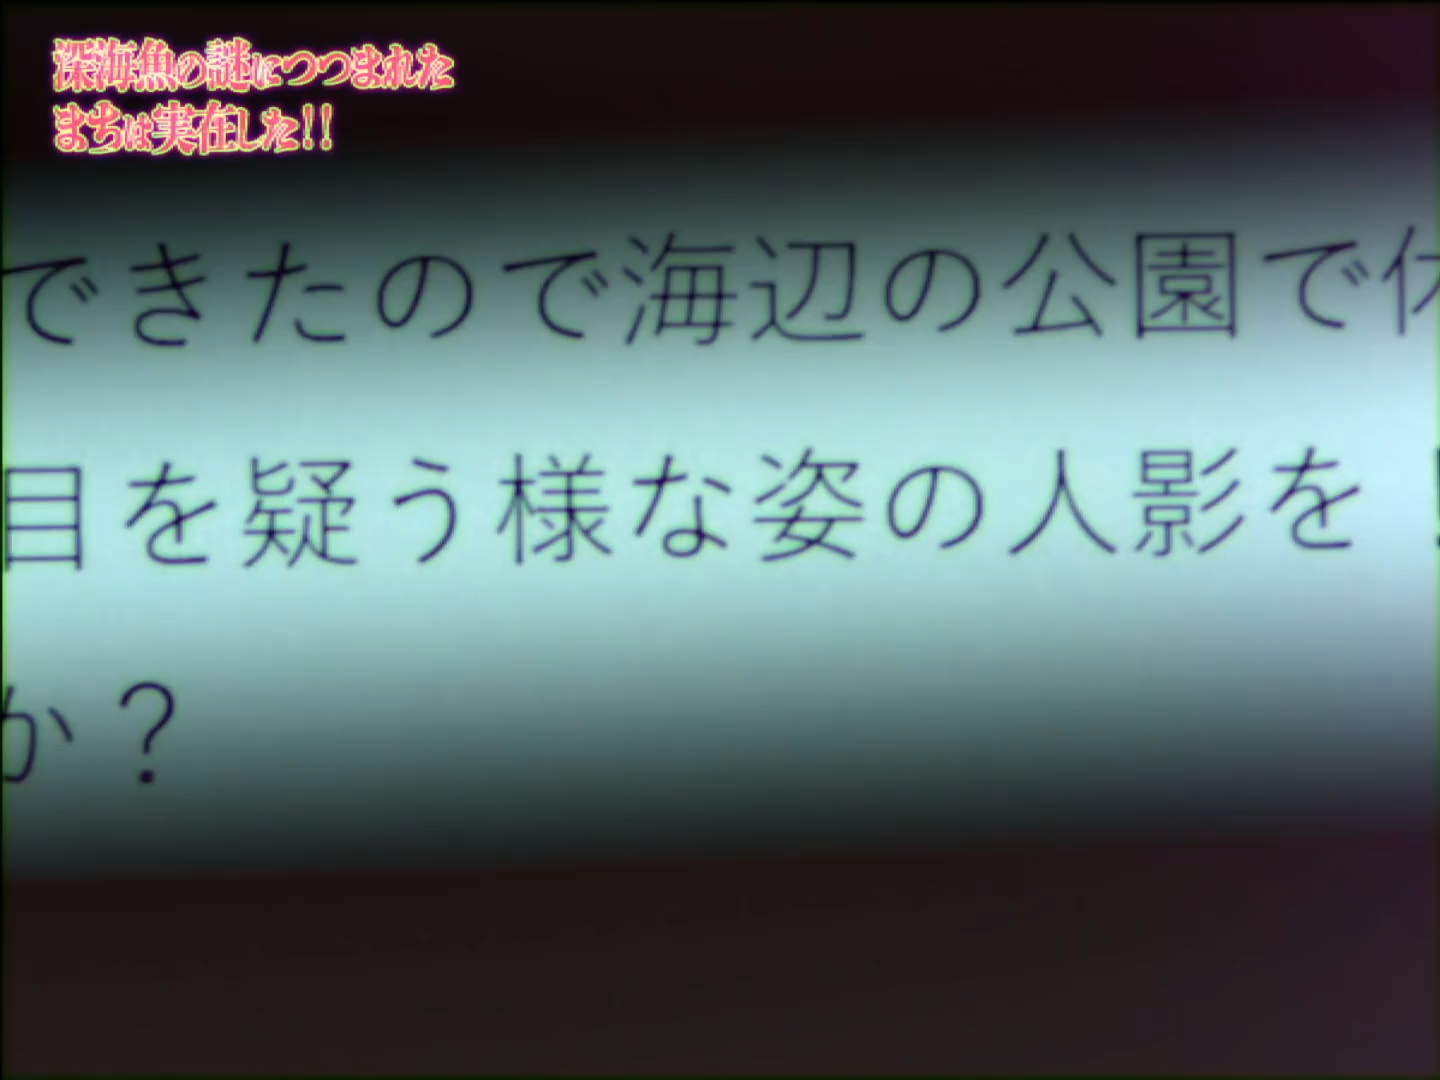 深海魚の謎につつまれた
まちは実在した!!
できたので海辺の公園で休
目を疑う様な姿の人影を！
か？